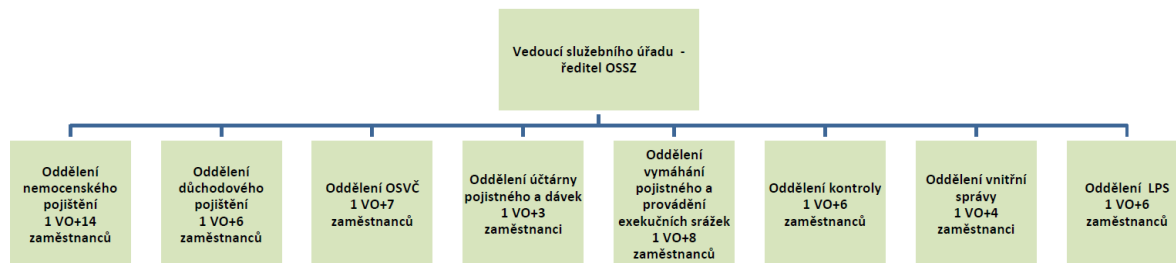 Vedoucí služebního úřadu -
ředitel OSSZ
Oddělení
nemocenského
pojištění
1 VO+14
zaměstnanců
Oddělení
důchodového
pojištění
1 VO+6
zaměstnanců
Oddělení OSVČ
1 VO+7
zaměstnanců
Oddělení účtárny
pojistného a dávek
1 VO+3
zaměstnanci
Oddělení
vymáhání
pojistného a
provádění
exekučních srážek
1 VO+8
zaměstnanců
Oddělení kontroly
1 VO+6
zaměstnanců
Oddělení vnitřní
správy
1 VO+4
zaměstnanci
Oddělení LPS
1 VO+6
zaměstnanců